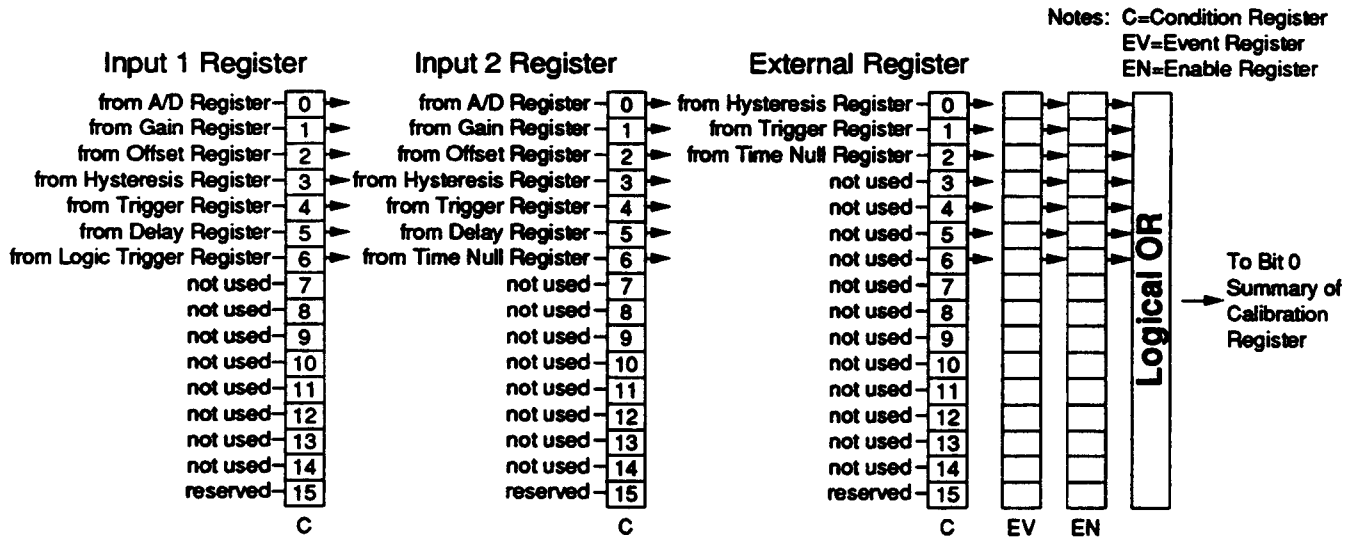 Notes: C=Condition Register
EV=Event Register
EN=Enable Register
Input 1 Register
from A/D Register 0
from Gain Register 1
from Offset Register 2
from Hysteresis Register 3
from Trigger Register 4
from Delay Register 5
from Logic Trigger Register 6
not used 7
not used 8
not used 9
not used 10
not used 11
not used 12
not used 13
not used 14
reserved 15
C
Input 2 Register
from A/D Register 0
from Gain Register 1
from Offset Register 2
from Hysteresis Register 3
from Trigger Register 4
from Delay Register 5
from Time Null Register 6
not used 7
not used 8
not used 9
not used 10
not used 11
not used 12
not used 13
not used 14
reserved 15
C
External Register
from Hysteresis Register 0
from Trigger Register 1
from Time Null Register 2
not used 3
not used 4
not used 5
not used 6
not used 7
not used 8
not used 9
not used 10
not used 11
not used 12
not used 13
not used 14
reserved 15
C
EV
EN
Logical OR
To Bit 0
Summary of
Calibration
Register